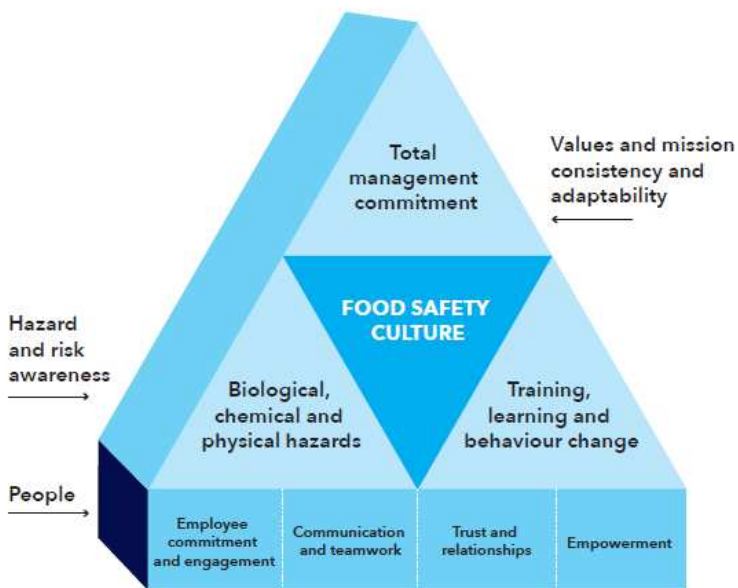 Total
management
commitment
Values and mission
consistency and
adaptability
FOOD SAFETY
CULTURE
Hazard
and risk
awareness
Biological,
chemical and
physical hazards
Training,
learning and
behaviour change
People
Employee
commitment
and engagement
Communication
and teamwork
Trust and
relationships
Empowerment